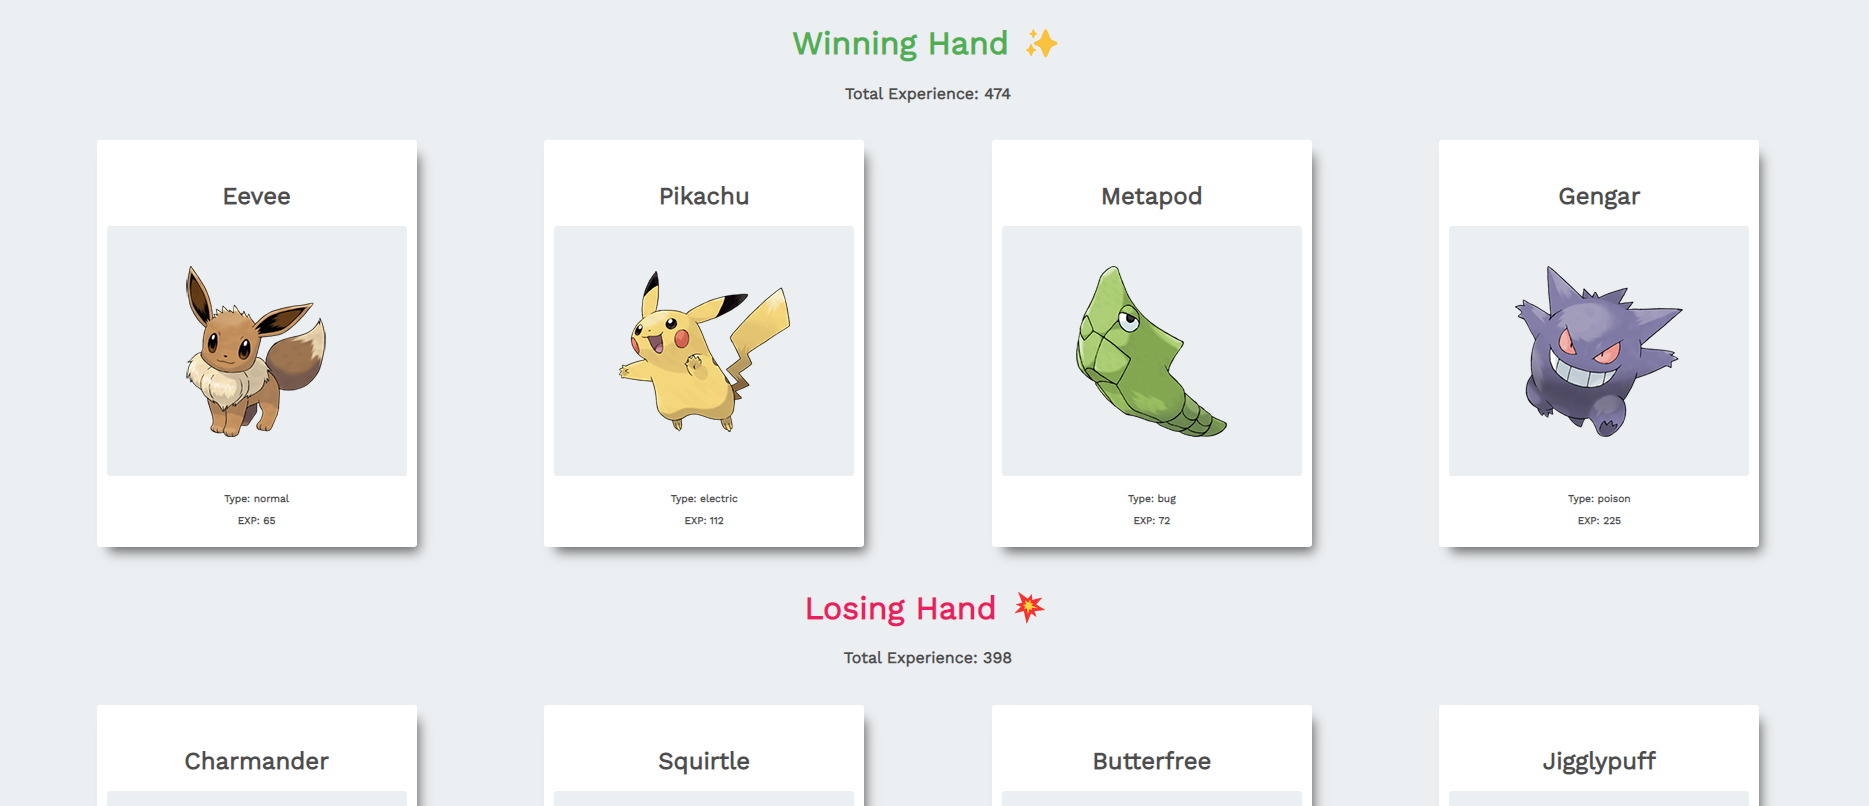 Winning Hand ✨
Total Experience: 474
Eevee
Pikachu
Metapod
Gengar
Type: normal
EXP: 65
Type: electric
EXP: 112
Type: bug
EXP: 72
Type: poison
EXP: 225
Losing Hand 💥
Total Experience: 398
Charmander
Squirtle
Butterfree
Jigglypuff